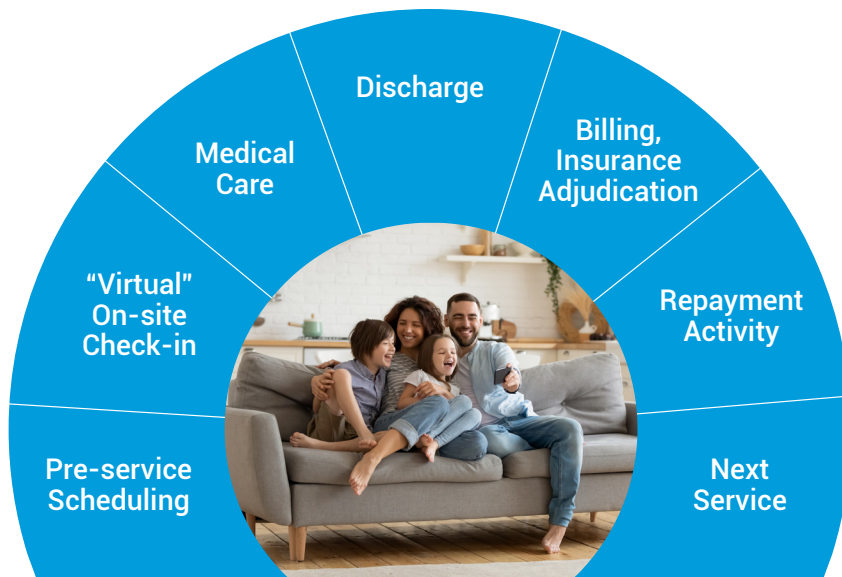 Pre-service
Scheduling
“Virtual”
On-site
Check-in
Medical
Care
Discharge
Billing,
Insurance
Adjudication
Repayment
Activity
Next
Service